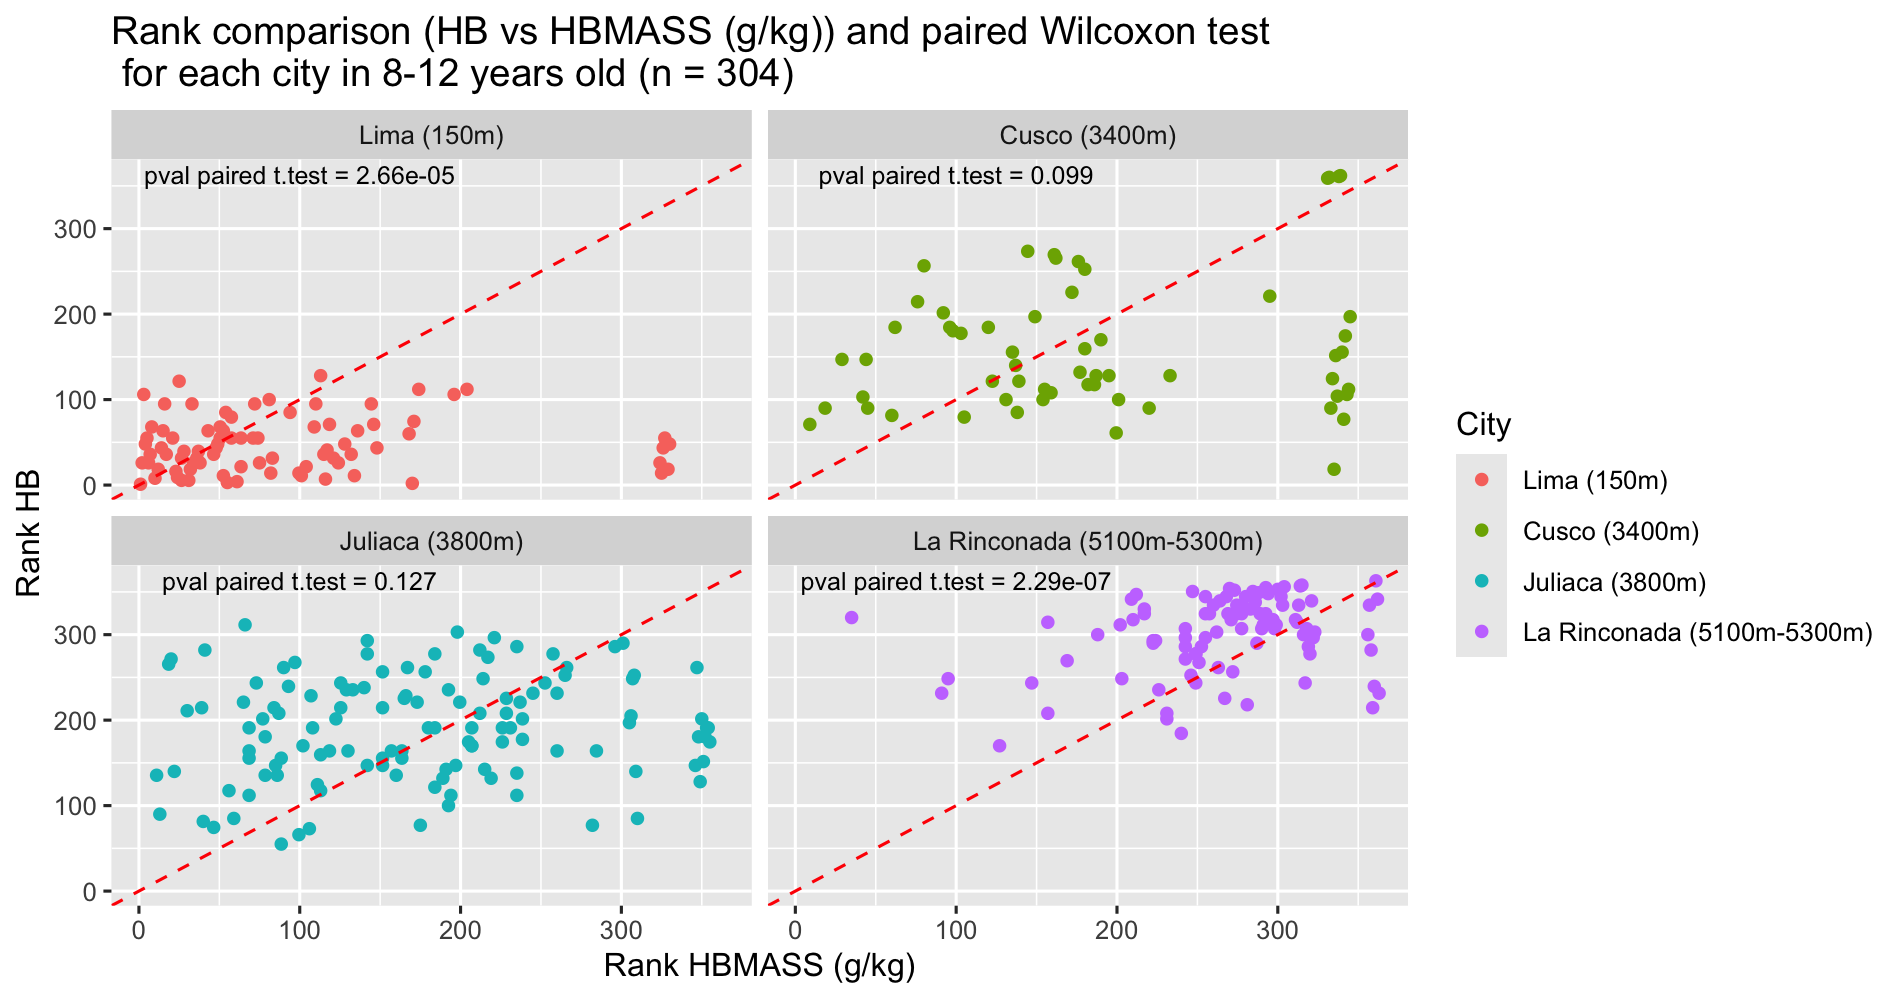 Rank comparison (HB vs HBMASS (g/kg)) and paired Wilcoxon test
for each city in 8-12 years old (n = 304)
Lima (150m)
Cusco (3400m)
pval paired t.test = 2.66e-05
pval paired t.test = 0.099
300
200
100
0
Juliaca (3800m)
La Rinconada (5100m-5300m)
pval paired t.test = 0.127
pval paired t.test = 2.29e-07
300
200
100
0
0 100 200 300
0 100 200 300
Rank HBMASS (g/kg)
Rank HB
City
Lima (150m)
Cusco (3400m)
Juliaca (3800m)
La Rinconada (5100m-5300m)